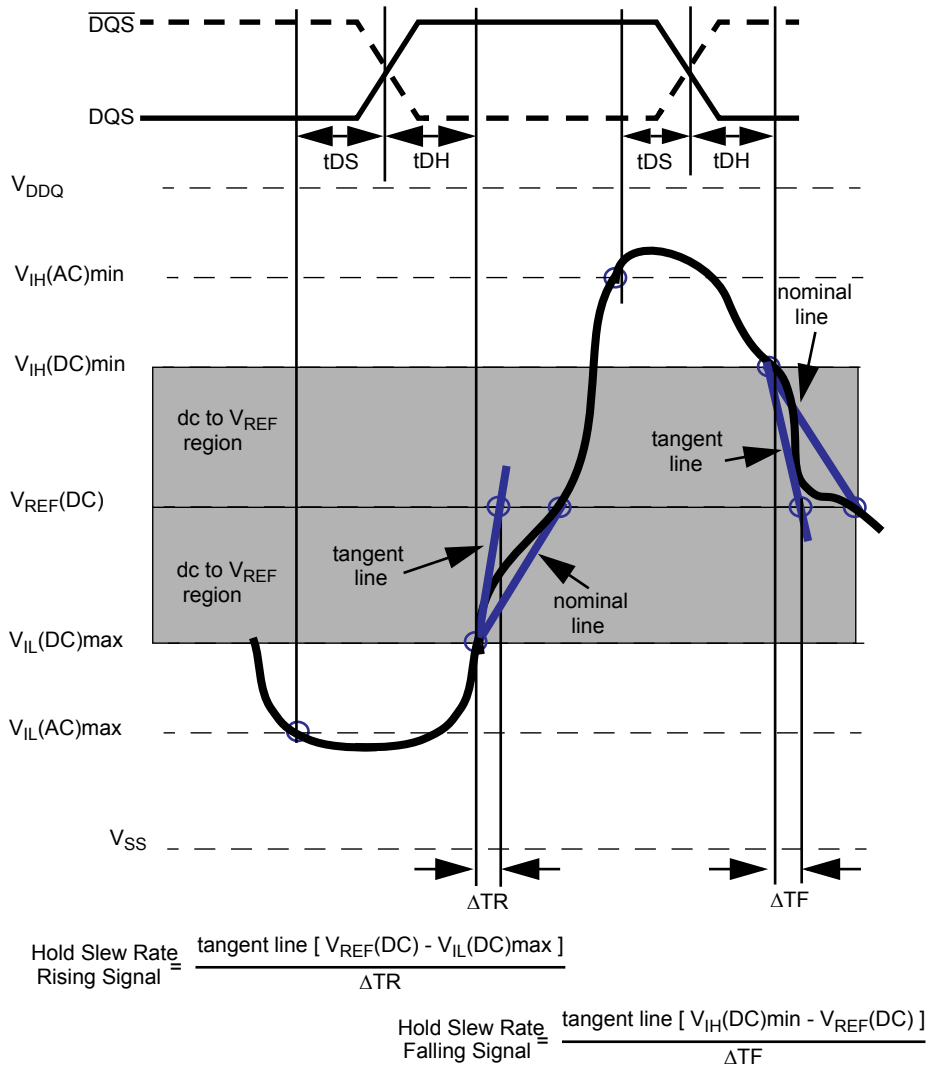 DQS
DQS
tDS
tDH
tDS
tDH
VDDQ
VIH(AC)min
nominal
line
VIH(DC)min
dc to VREF
region
tangent
line
VREF(DC)
tangent
line
dc to VREF
region
nominal
line
VIL(DC)max
VIL(AC)max
VSS
ΔTR
ΔTF
Hold Slew Rate
Rising Signal
=
tangent line [ VREF(DC) - VIL(DC)max ]
ΔTR
Hold Slew Rate
Falling Signal
=
tangent line [ VIH(DC)min - VREF(DC) ]
ΔTF